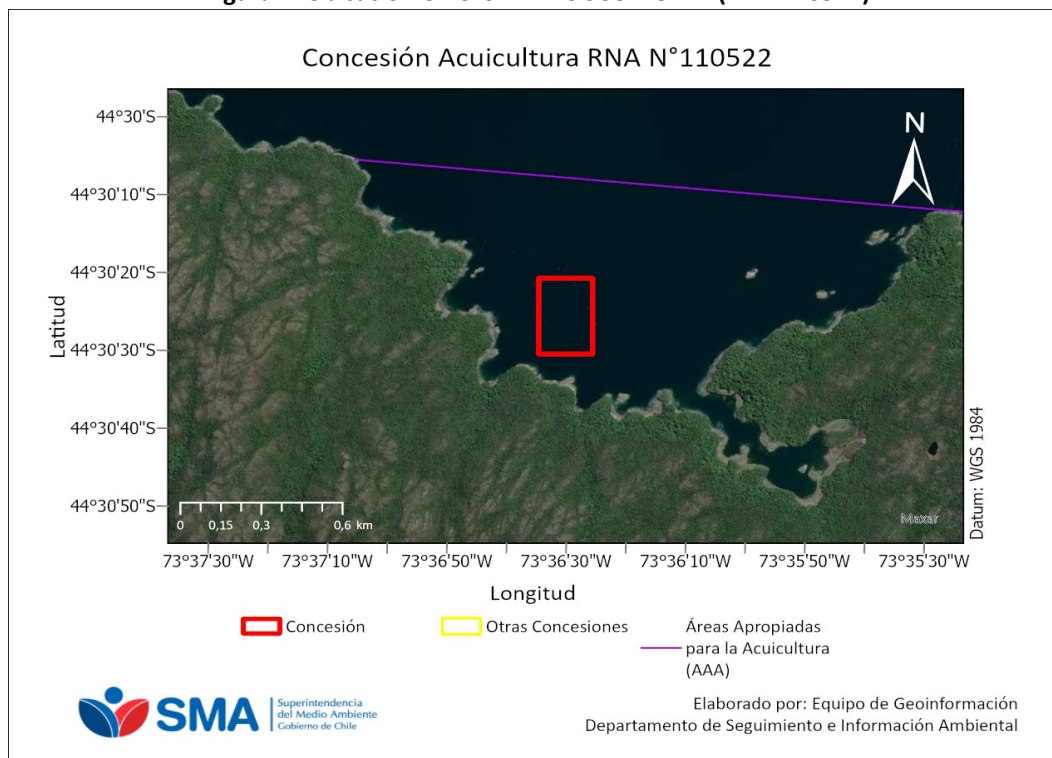 Concesión Acuicultura RNA N°110522
N
44°30'S
44°30'10"S
44°30'20"S
44°30'30"S
44°30'40"S
44°30'50"S
Latitud
0 0,15 0,3 0,6 km
Maxar
Datum: WGS 1984
73°37'30"W 73°37'10"W 73°36'50"W 73°36'30"W 73°36'10"W 73°35'50"W 73°35'30"W
Longitud
Concesión
Otras Concesiones
Áreas Apropiadas
para la Acuicultura
(AAA)
SMA
Superintendencia
del Medio Ambiente
Gobierno de Chile
Elaborado por: Equipo de Geoinformación
Departamento de Seguimiento e Información Ambiental